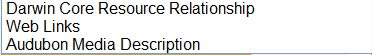 Darwin Core Resource Relationship
Web Links
Audubon Media Description